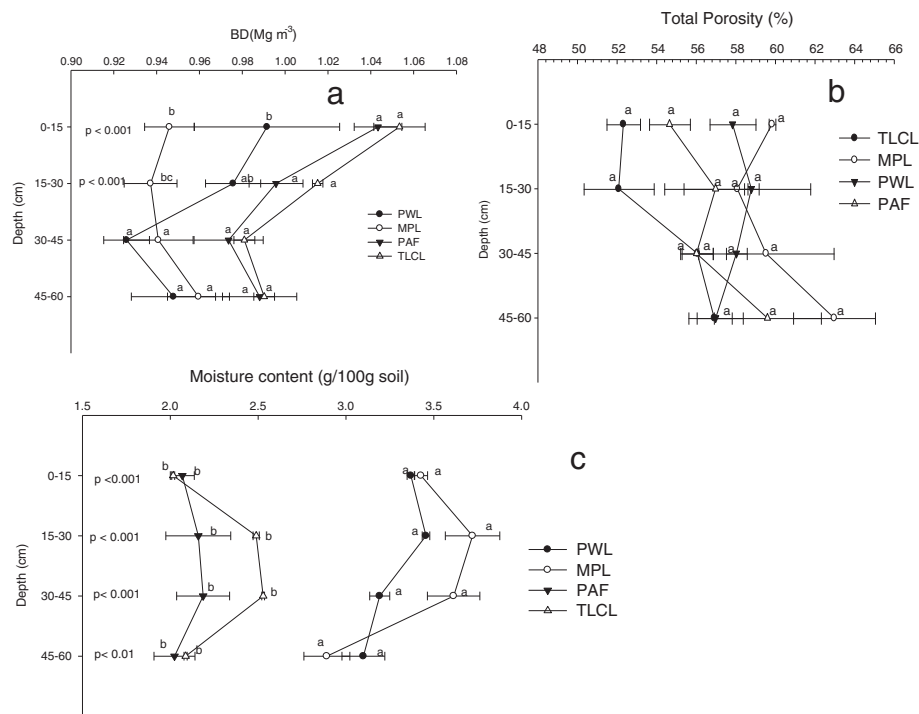 BD(Mg m-3)
0.90 0.92 0.94 0.96 0.98 1.00 1.02 1.04 1.06 1.08
a
b b a a
0-15
p < 0.001
bc ab a a
15-30
p < 0.001
a a a a
30-45
a a a a
45-60
Depth (cm)
PWL
MPL
PAF
TLCL
Total Porosity (%)
48 50 52 54 56 58 60 62 64 66
b
a a a a
0-15
a a a a
15-30
a a a a
30-45
a a a a
45-60
Depth (cm)
TLCL
MPL
PWL
PAF
Moisture content (g/100g soil)
1.5 2.0 2.5 3.0 3.5 4.0
c
b b a a
0-15
p <0.001
b b a a
15-30
p < 0.001
b b a a
30-45
p< 0.001
b b a a
45-60
p< 0.01
Depth (cm)
PWL
MPL
PAF
TLCL